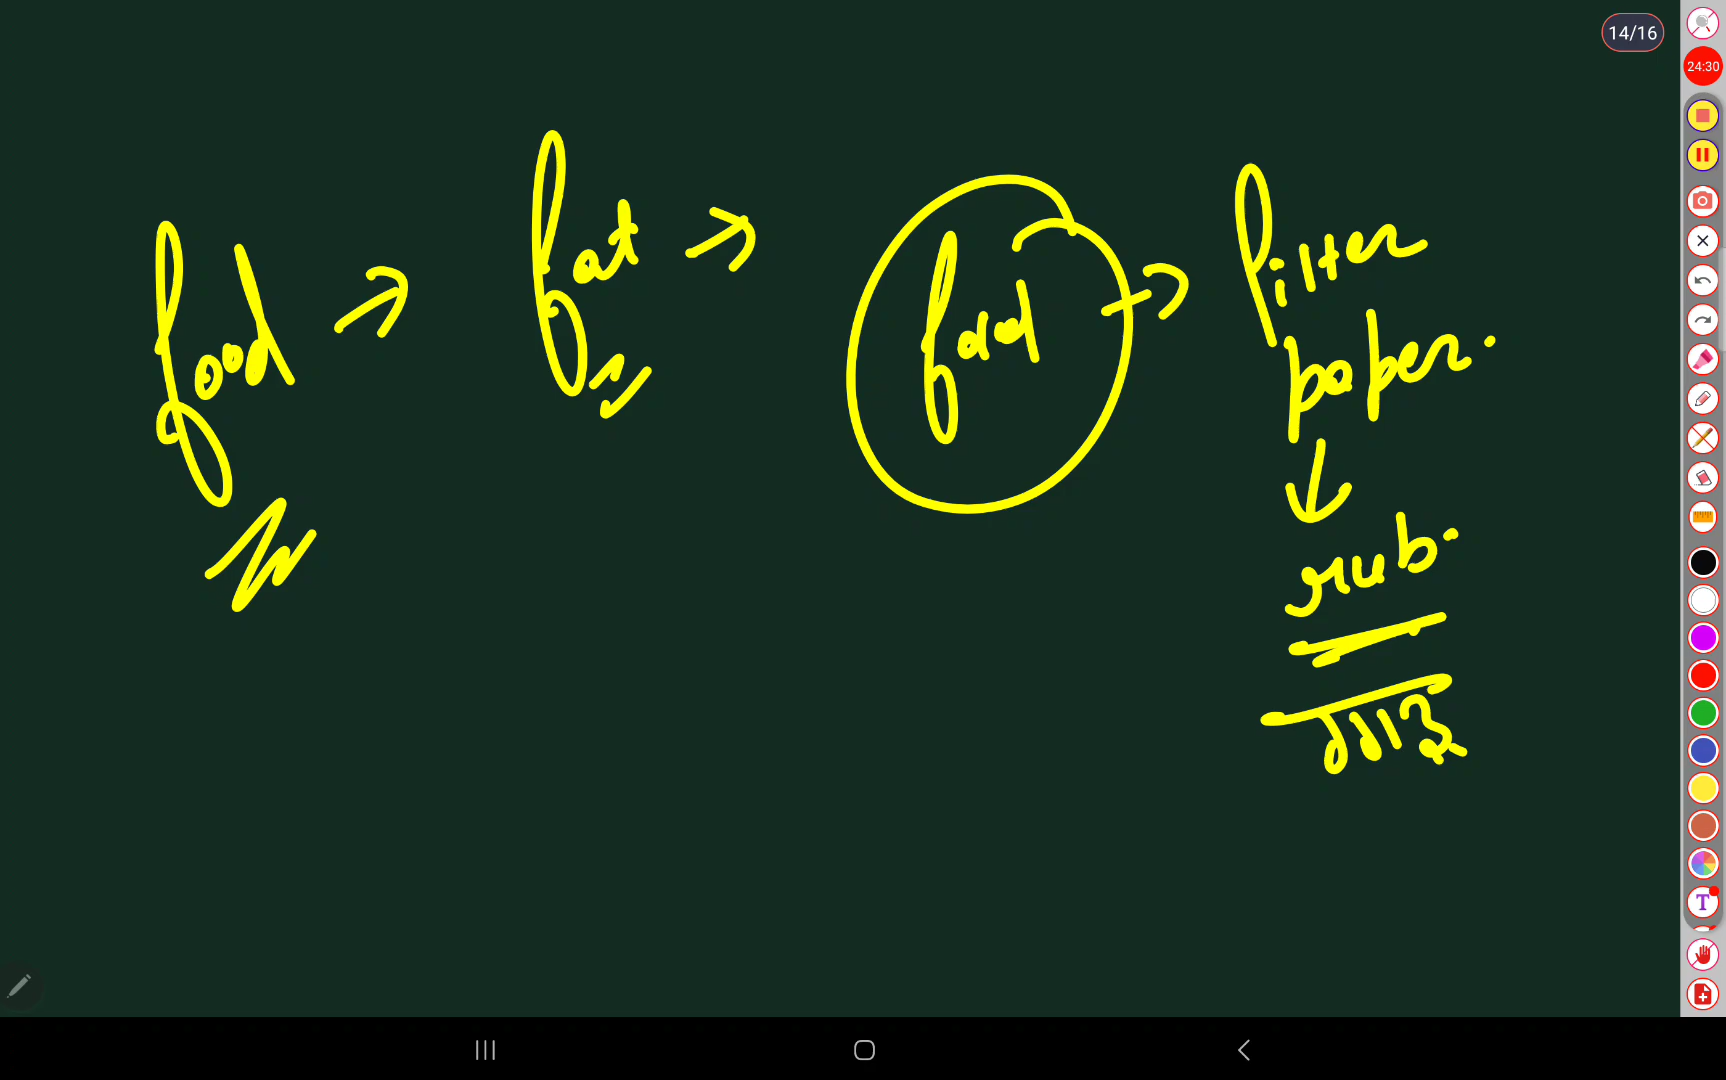 14/16
24:30
food → fat → food → filter
paper.
↓
rub.
T